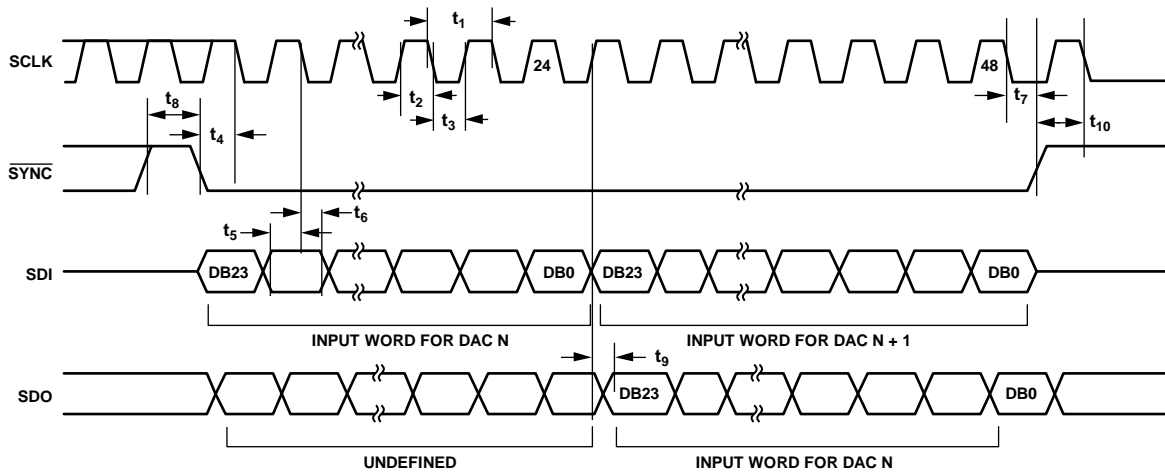 t1
SCLK
24
48
t2
t3
t7
t8
t4
t10
SYNC
t6
t5
SDI
DB23
DB0
DB23
DB0
INPUT WORD FOR DAC N
INPUT WORD FOR DAC N + 1
t9
SDO
DB23
DB0
UNDEFINED
INPUT WORD FOR DAC N